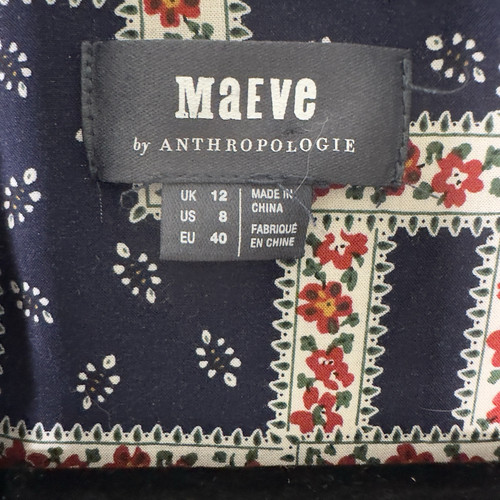 MaEve
by ANTHROPOLOGIE
UK 12
US 8
EU 40
MADE IN
CHINA
FABRIQUÉ
EN CHINE